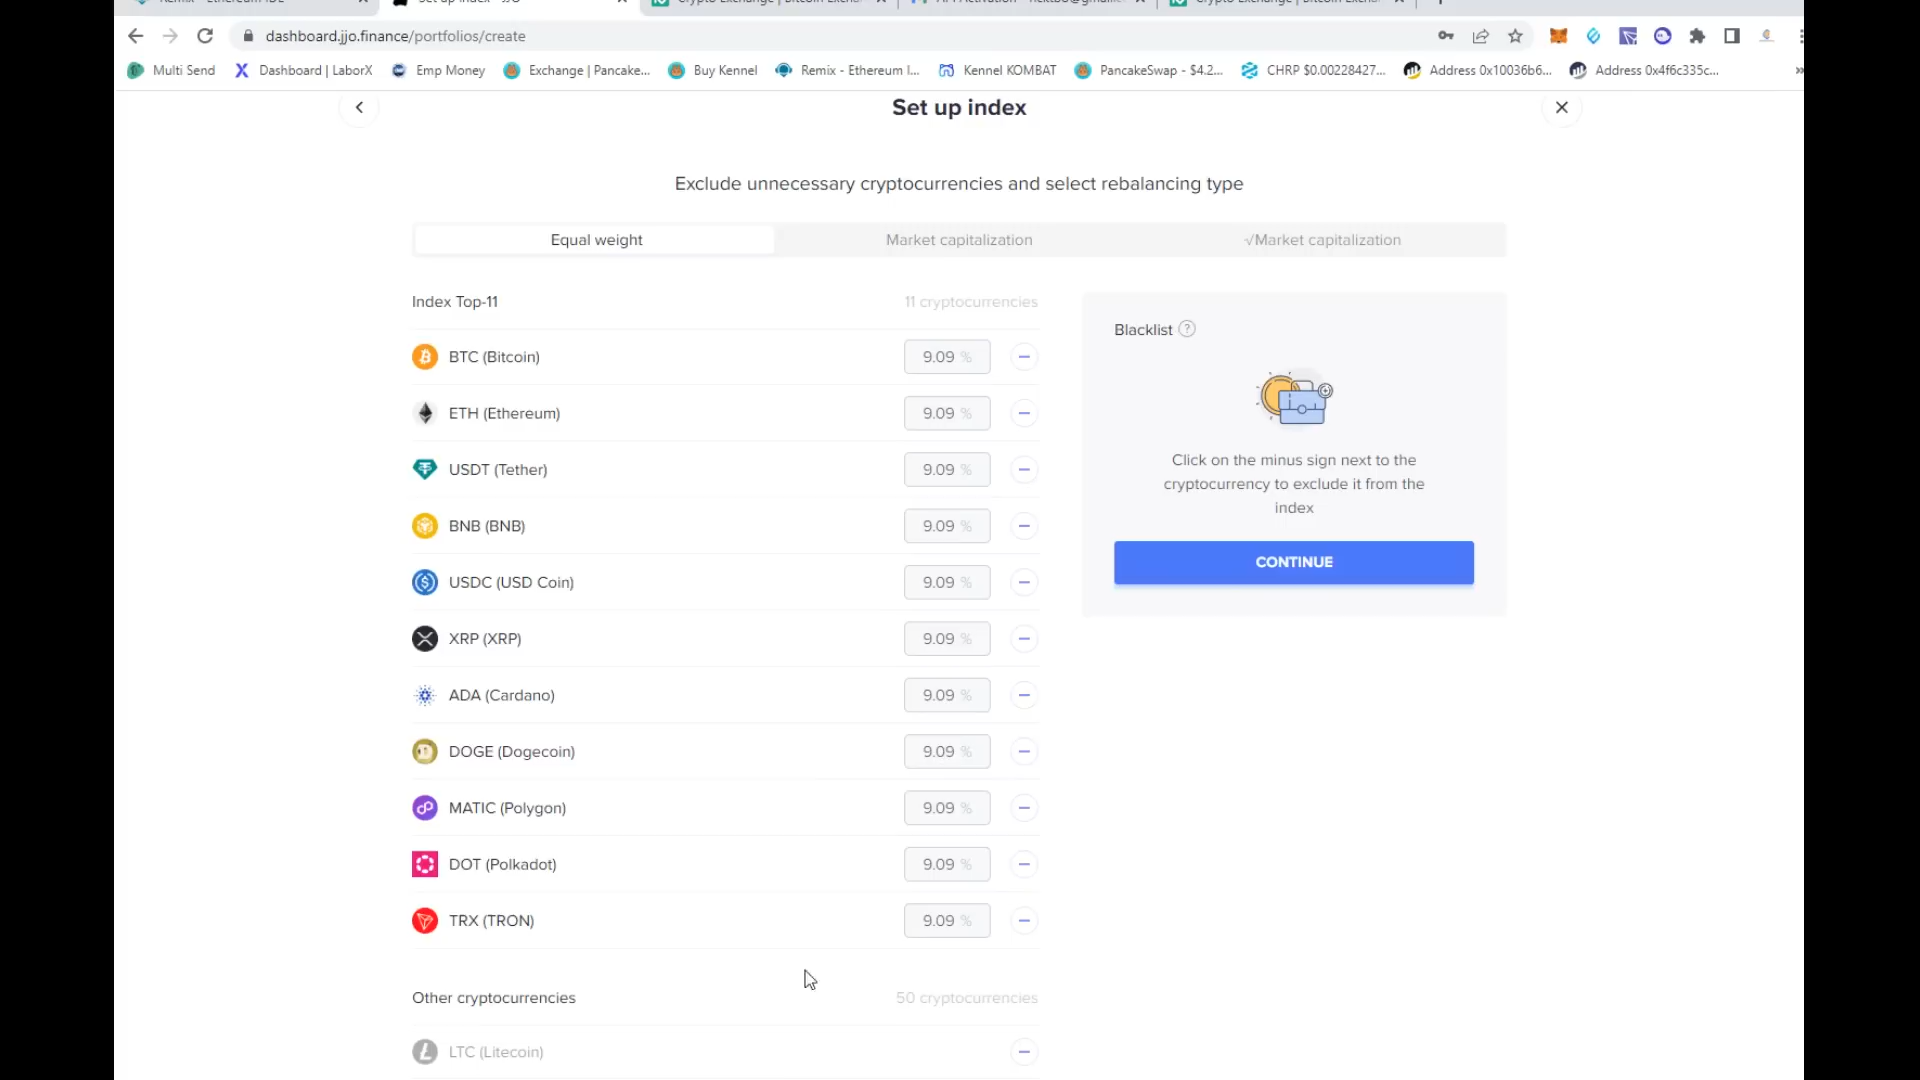 dashboard.jjo.finance/portfolios/create
Multi Send
Dashboard | LaborX
Emp Money
Exchange | Pancake...
Buy Kennel
Remix - Ethereum I...
Kennel KOMBAT
PancakeSwap - $4.2...
CHRP $0.00228427...
Address 0x10036b6...
Address 0x4f6c335c...
»
Set up index
Exclude unnecessary cryptocurrencies and select rebalancing type
Equal weight
Market capitalization
√Market capitalization
Index Top-11
11 cryptocurrencies
BTC (Bitcoin)
9.09 %
ETH (Ethereum)
9.09 %
USDT (Tether)
9.09 %
BNB (BNB)
9.09 %
USDC (USD Coin)
9.09 %
XRP (XRP)
9.09 %
ADA (Cardano)
9.09 %
DOGE (Dogecoin)
9.09 %
MATIC (Polygon)
9.09 %
DOT (Polkadot)
9.09 %
TRX (TRON)
9.09 %
Other cryptocurrencies
50 cryptocurrencies
LTC (Litecoin)
Blacklist ?
Click on the minus sign next to the
cryptocurrency to exclude it from the
index
CONTINUE